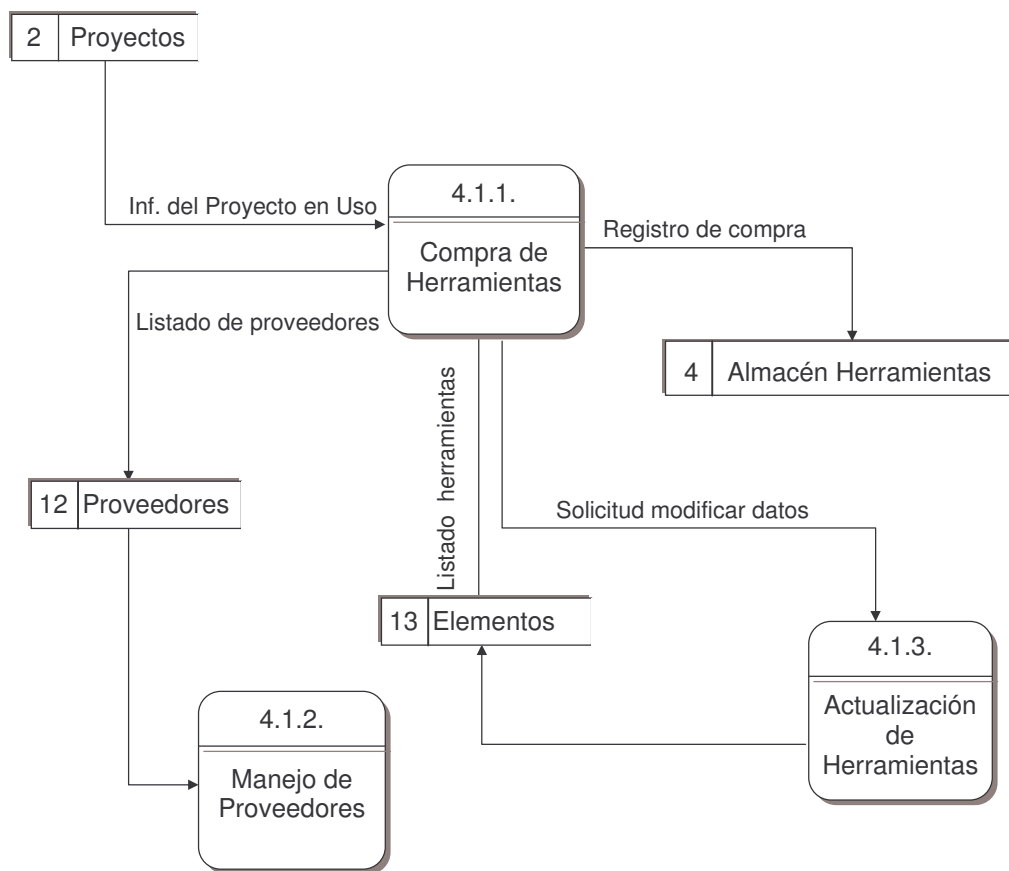 2 Proyectos
4.1.1.
Inf. del Proyecto en Uso
Compra de
Herramientas
Registro de compra
Listado de proveedores
4 Almacén Herramientas
Listado herramientas
12 Proveedores
Solicitud modificar datos
13 Elementos
4.1.3.
Actualización
de
Herramientas
4.1.2.
Manejo de
Proveedores